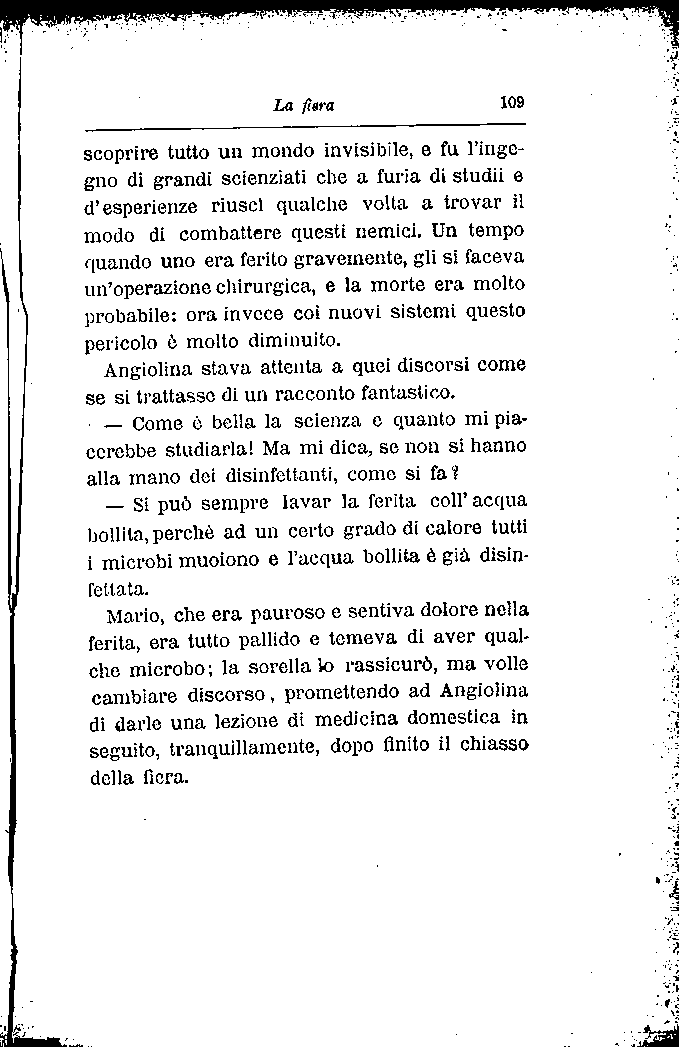 La fiera 109
scoprire tutto un mondo invisibile, e fu l'inge-
gno di grandi scienziati che a furia di studii e
d'esperienze riuscì qualche volta a trovar il
modo di combattere questi nemici. Un tempo
quando uno era ferito gravemente, gli si faceva
un'operazione chirurgica, e la morte era molto
probabile: ora invece coi nuovi sistemi questo
pericolo è molto diminuito.
Angiolina stava attenta a quei discorsi come
se si trattasse di un racconto fantastico.
— Come è bella la scienza e quanto mi pia-
cerebbe studiarla! Ma mi dica, se non si hanno
alla mano dei disinfettanti, come si fa?
— Si può sempre lavar la ferita coll'acqua
bollita, perchè ad un certo grado di calore tutti
i microbi muoiono e l'acqua bollita è già disin-
fettata.
Mario, che era pauroso e sentiva dolore nella
ferita, era tutto pallido e temeva di aver qual-
che microbo; la sorella lo rassicurò, ma volle
cambiare discorso, promettendo ad Angiolina
di darle una lezione di medicina domestica in
seguito, tranquillamente, dopo finito il chiasso
della fiera.